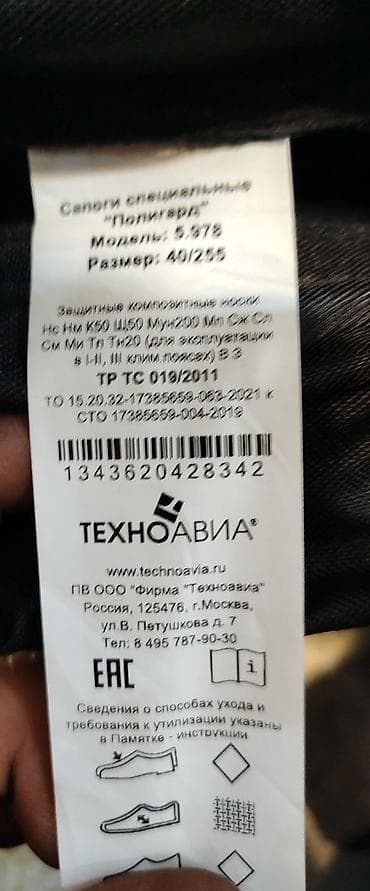 Сапоги специальные
"Полигард"
Модель: 5.978
Размер: 40/255
Защитные композитные носки
Нс Нм К50 Щ50 Мун200 Мп Сж Сл
См Ми Тп Тн20 (для эксплуатации
в I-II, III клим.поясах) В З
ТР ТС 019/2011
ТО 15.20.32-17385659-063-2021 к
СТО 17385659-004-2019
1343620428342
ТЕХНОАВИА®
www.technoavia.ru
ПВ ООО "Фирма "Техноавиа"
Россия, 125476, г.Москва,
ул.В. Петушкова д. 7
Тел: 8 495 787-90-30
EAC
i
Сведения о способах ухода и
требования к утилизации указаны
в Памятке - инструкции